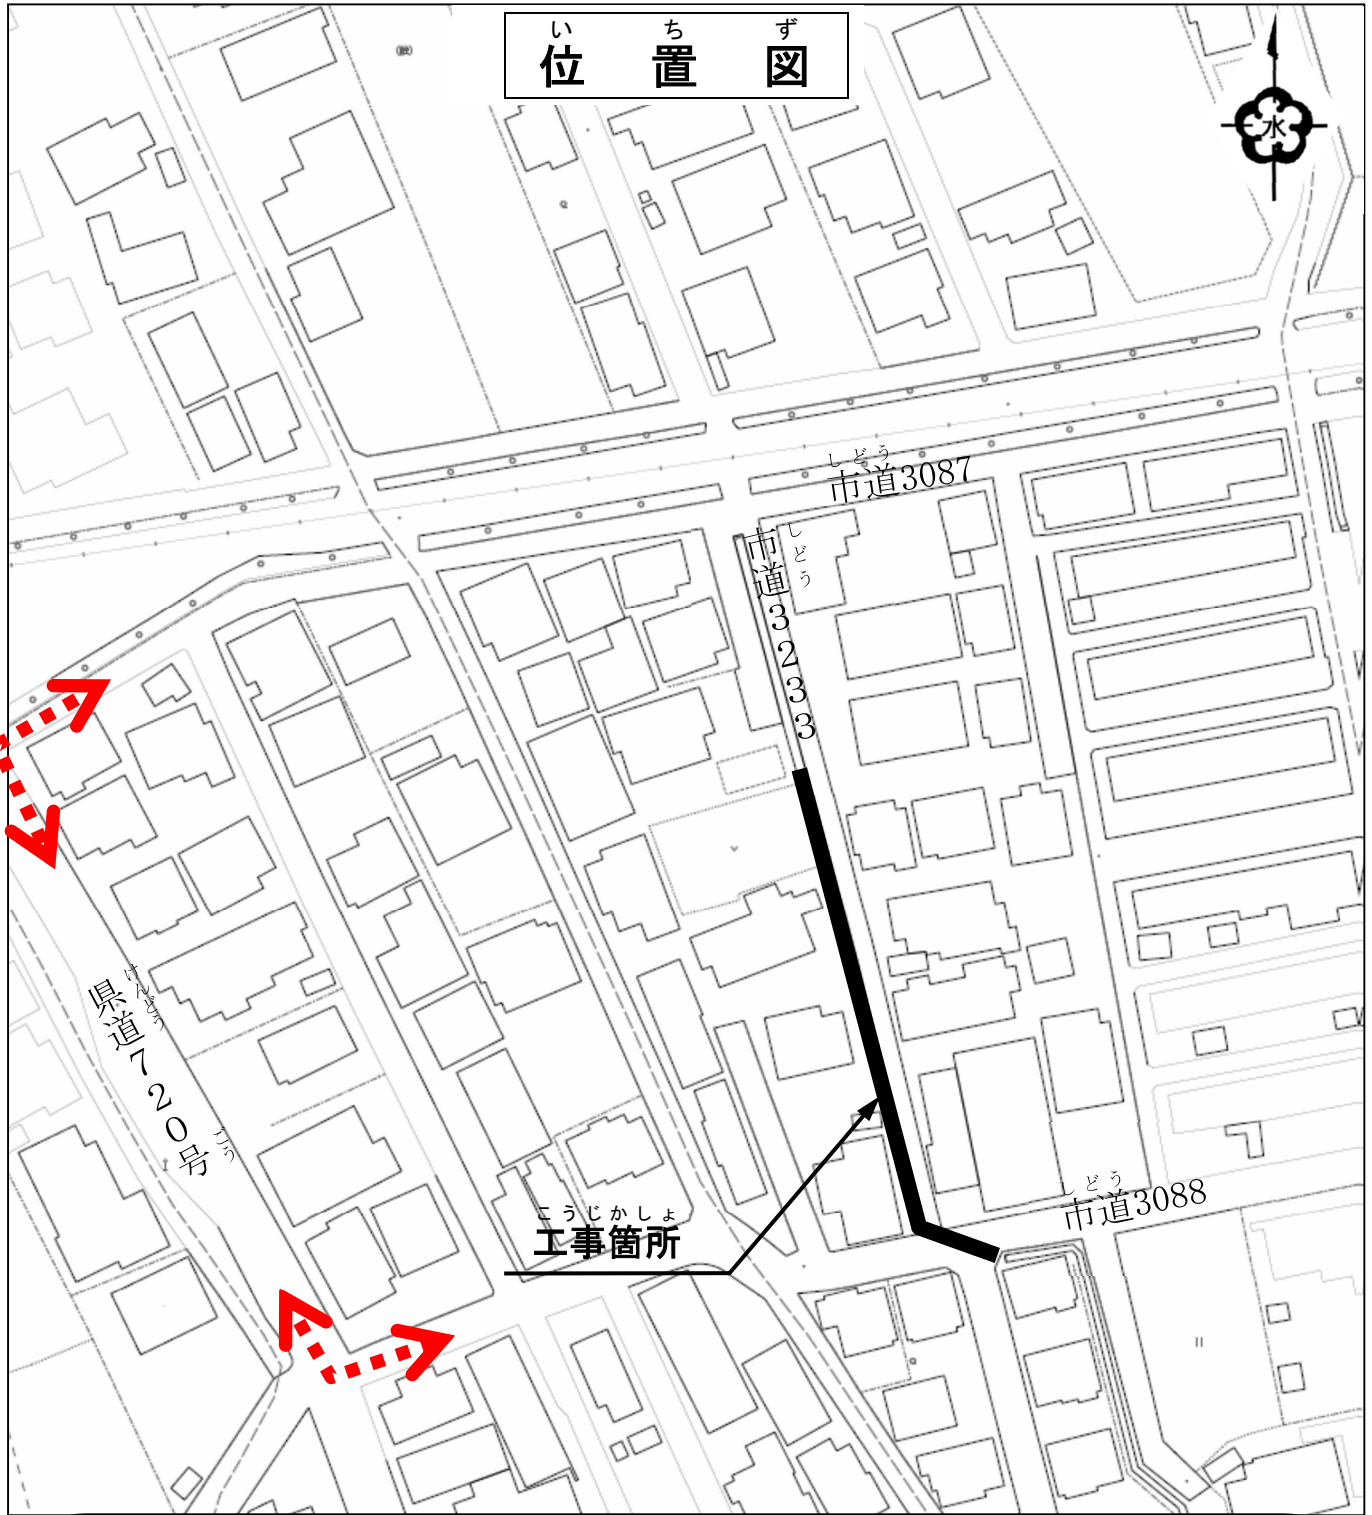 いちず
位置図
水
しどう
市道3087
市道3233
しどう
県道720号
けんどう ごう
しどう
市道3088
こうじかしょ
工事箇所